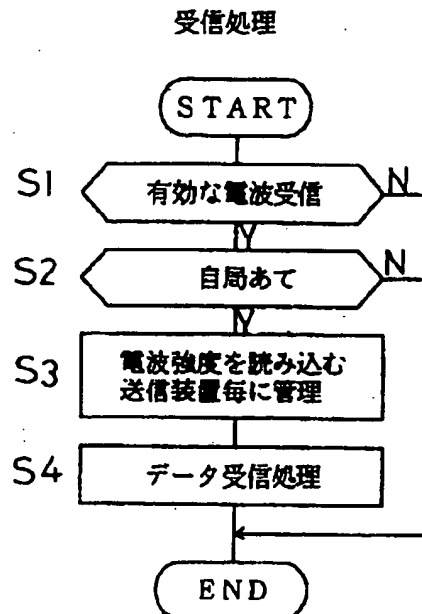 受信処理
START
S1 有効な電波受信 N
Y
S2 自局あて N
Y
S3 電波強度を読み込む
送信装置毎に管理
S4 データ受信処理
END